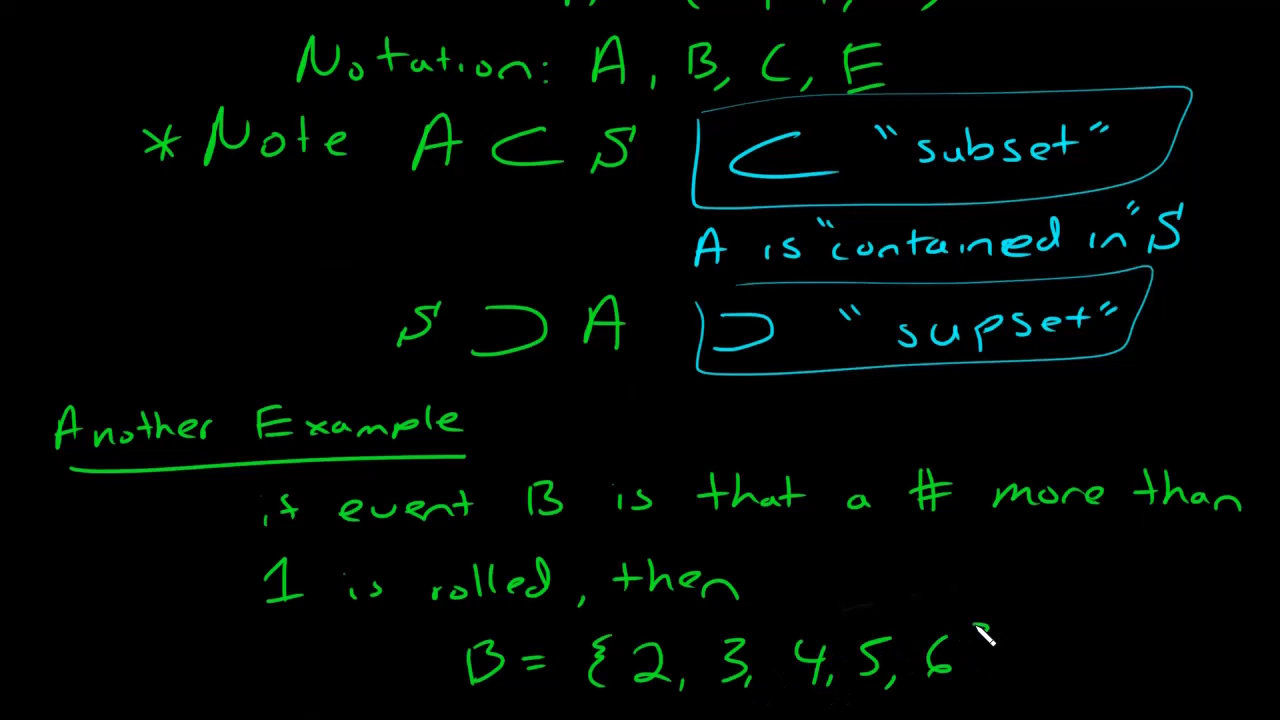 Notation: A, B, C, E
* Note A ⊂ S ⊂ "subset"
A is "contained in" S
S ⊃ A ⊃ "supset"
Another Example
if event B is that a # more than
1 is rolled, then
B = { 2, 3, 4, 5, 6